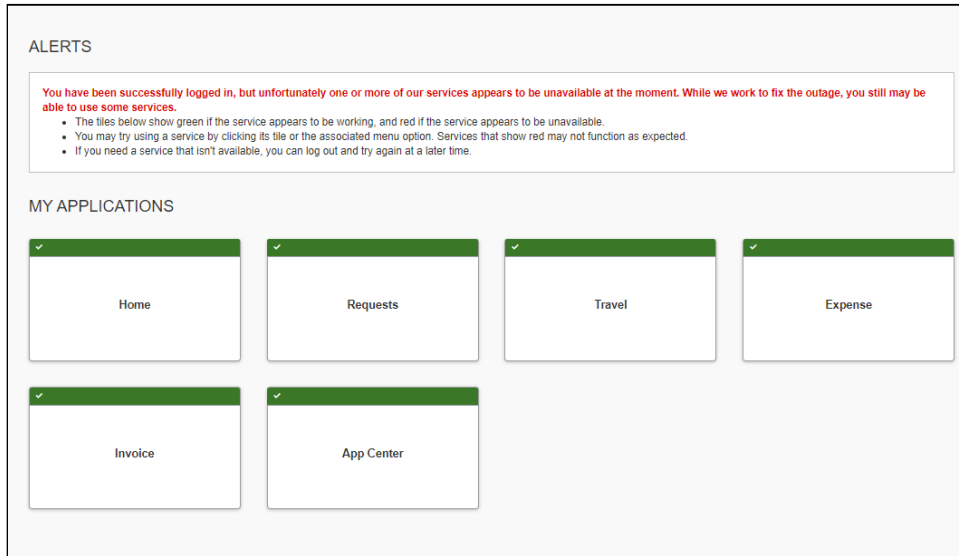 ALERTS
You have been successfully logged in, but unfortunately one or more of our services appears to be unavailable at the moment. While we work to fix the outage, you still may be
able to use some services.
• The tiles below show green if the service appears to be working, and red if the service appears to be unavailable.
• You may try using a service by clicking its tile or the associated menu option. Services that show red may not function as expected.
• If you need a service that isn't available, you can log out and try again at a later time.
MY APPLICATIONS
Home Requests Travel Expense
Invoice App Center